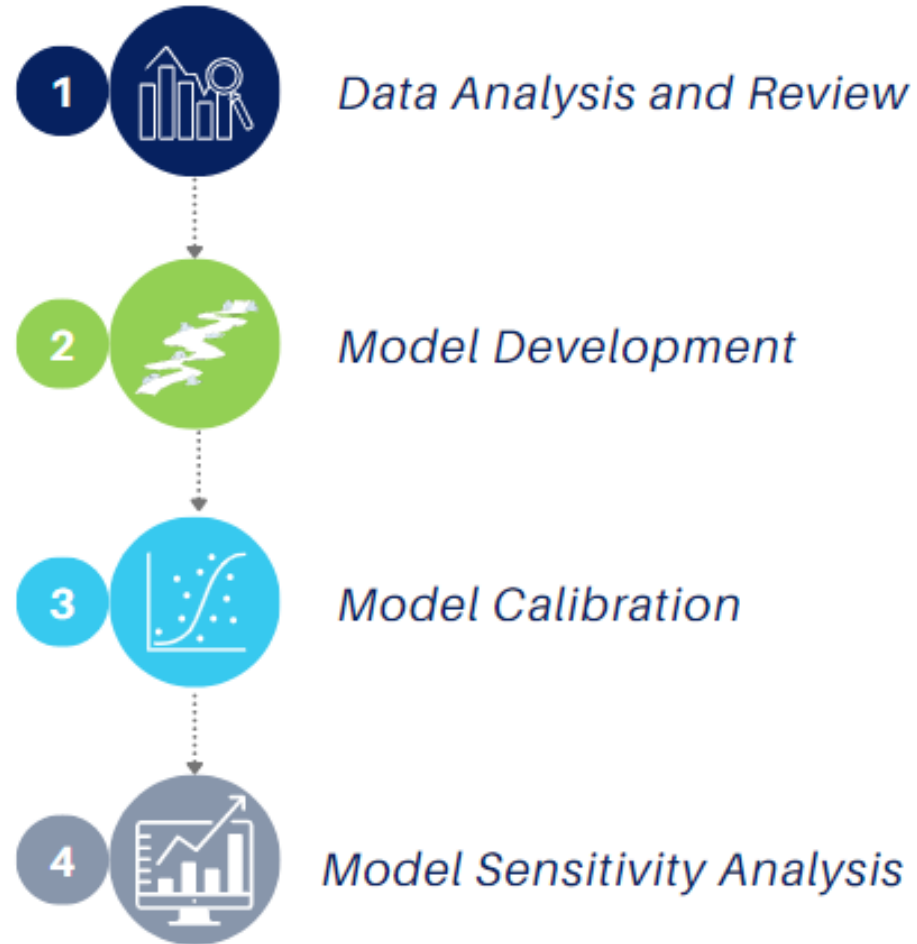 1
Data Analysis and Review
2
Model Development
3
Model Calibration
4
Model Sensitivity Analysis